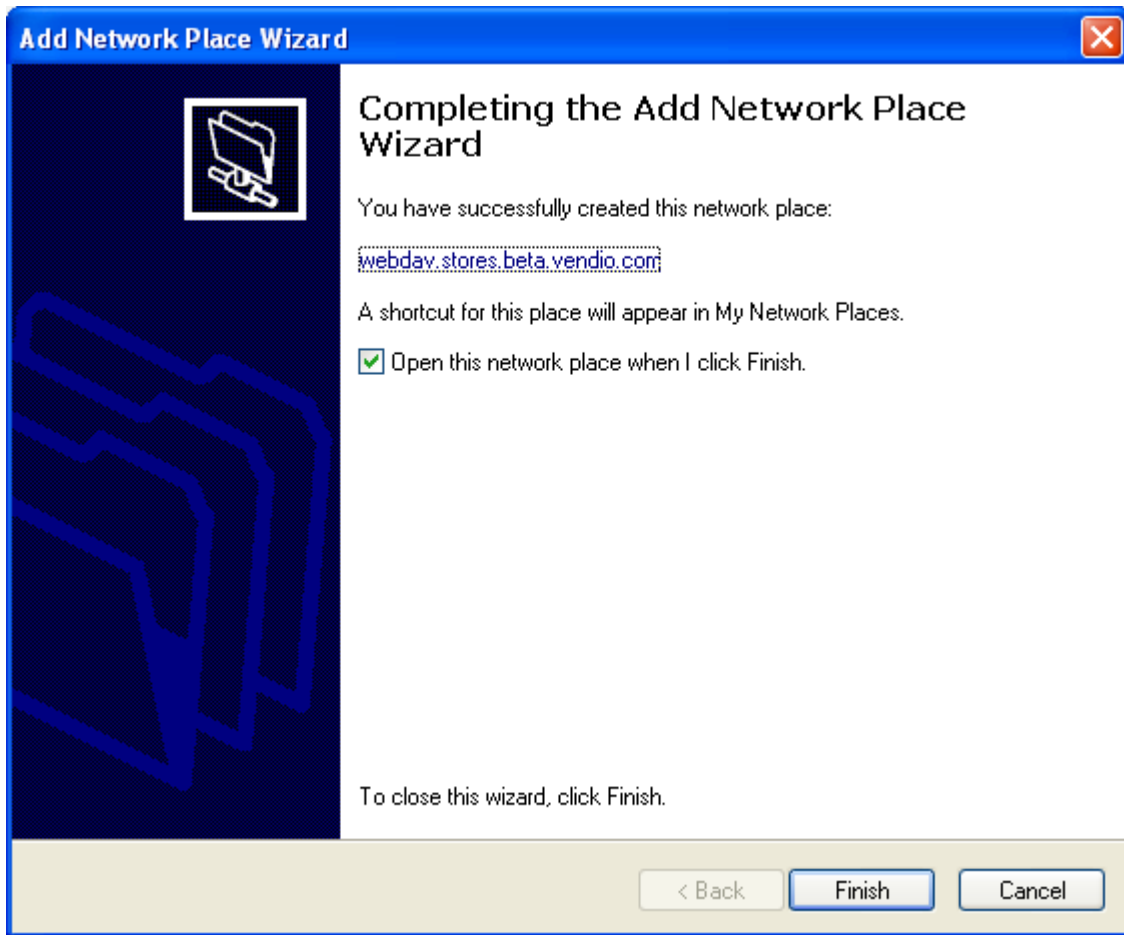 Add Network Place Wizard
Completing the Add Network Place
Wizard
You have successfully created this network place:
webdav.stores.beta.vendio.com
A shortcut for this place will appear in My Network Places.
Open this network place when I click Finish.
To close this wizard, click Finish.
< Back
Finish
Cancel